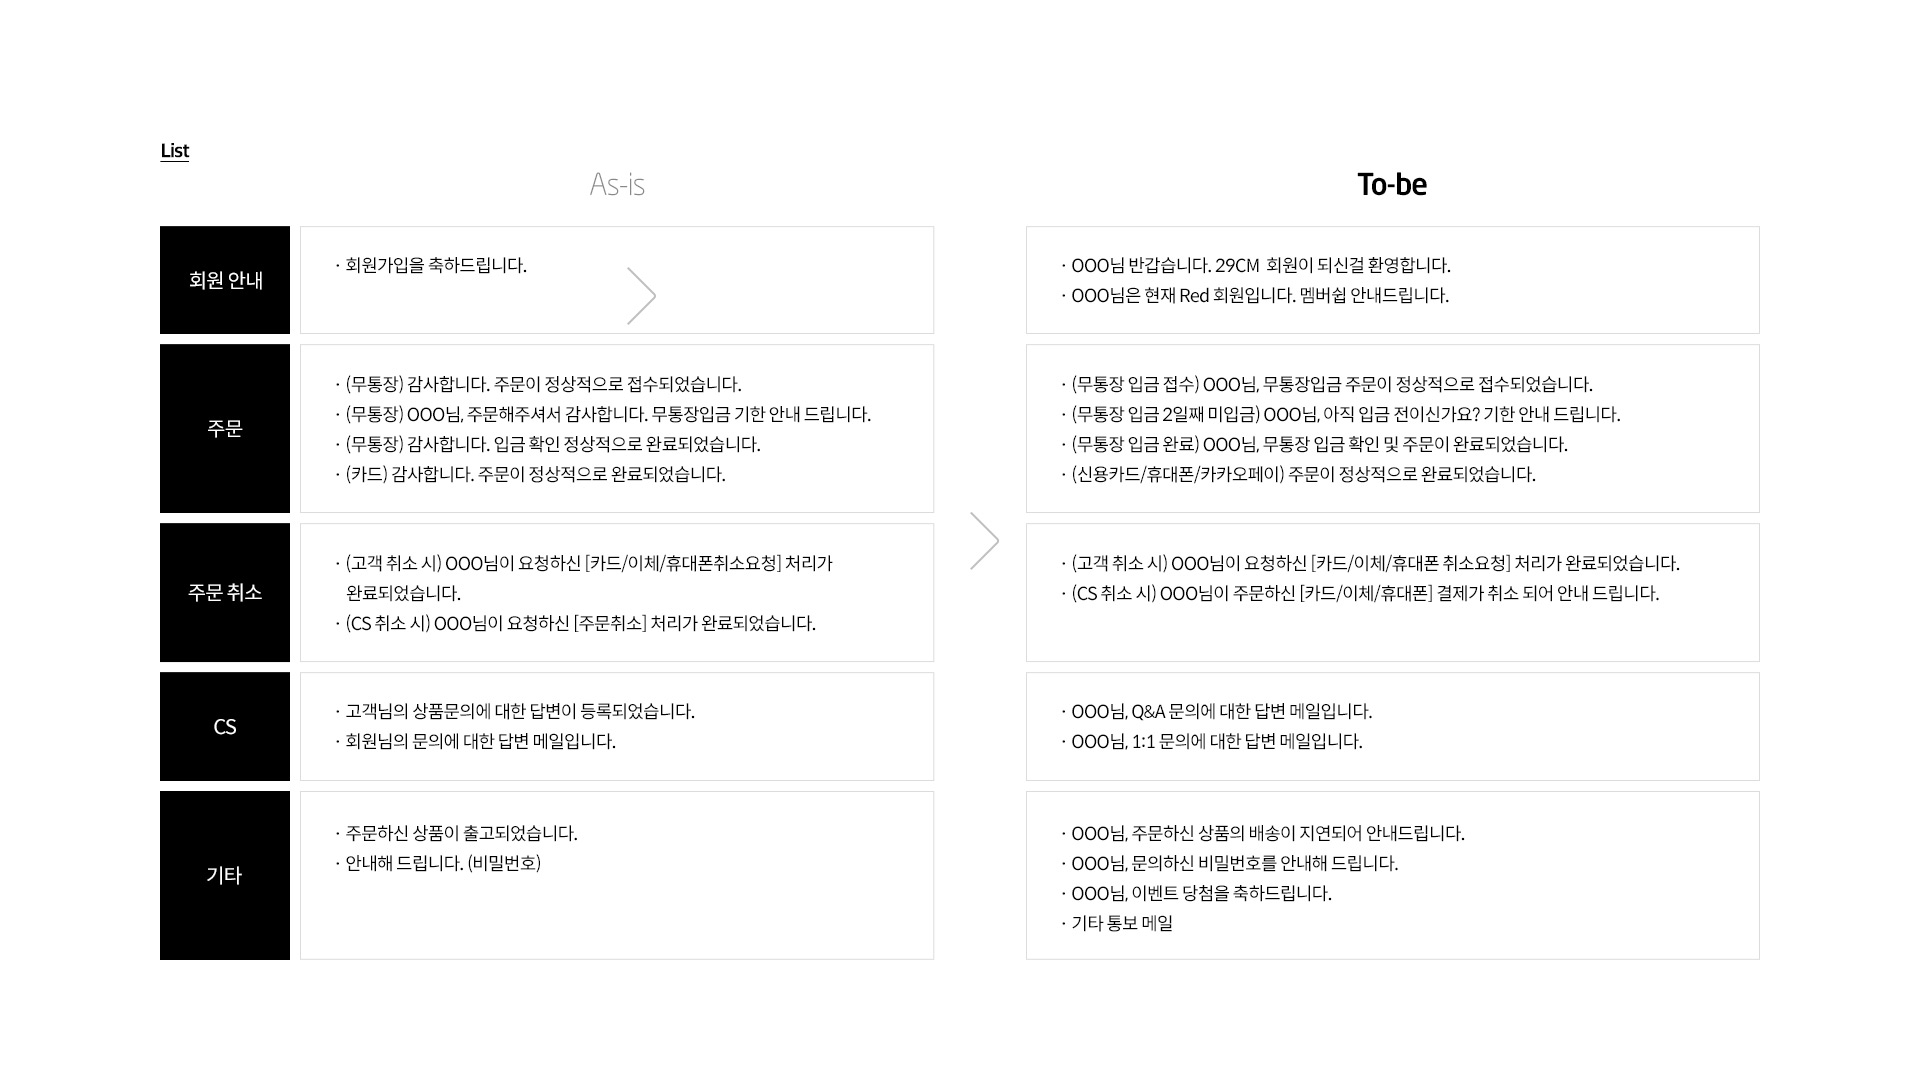 List
As-is
To-be
회원 안내
· 회원가입을 축하드립니다.
· OOO님 반갑습니다. 29CM 회원이 되신걸 환영합니다.
· OOO님은 현재 Red 회원입니다. 멤버쉽 안내드립니다.
주문
· (무통장) 감사합니다. 주문이 정상적으로 접수되었습니다.
· (무통장) OOO님, 주문해주셔서 감사합니다. 무통장입금 기한 안내 드립니다.
· (무통장) 감사합니다. 입금 확인 정상적으로 완료되었습니다.
· (카드) 감사합니다. 주문이 정상적으로 완료되었습니다.
· (무통장 입금 접수) OOO님, 무통장입금 주문이 정상적으로 접수되었습니다.
· (무통장 입금 2일째 미입금) OOO님, 아직 입금 전이신가요? 기한 안내 드립니다.
· (무통장 입금 완료) OOO님, 무통장 입금 확인 및 주문이 완료되었습니다.
· (신용카드/휴대폰/카카오페이) 주문이 정상적으로 완료되었습니다.
주문 취소
· (고객 취소 시) OOO님이 요청하신 [카드/이체/휴대폰취소요청] 처리가
완료되었습니다.
· (CS 취소 시) OOO님이 요청하신 [주문취소] 처리가 완료되었습니다.
· (고객 취소 시) OOO님이 요청하신 [카드/이체/휴대폰 취소요청] 처리가 완료되었습니다.
· (CS 취소 시) OOO님이 주문하신 [카드/이체/휴대폰] 결제가 취소 되어 안내 드립니다.
CS
· 고객님의 상품문의에 대한 답변이 등록되었습니다.
· 회원님의 문의에 대한 답변 메일입니다.
· OOO님, Q&A 문의에 대한 답변 메일입니다.
· OOO님, 1:1 문의에 대한 답변 메일입니다.
기타
· 주문하신 상품이 출고되었습니다.
· 안내해 드립니다. (비밀번호)
· OOO님, 주문하신 상품의 배송이 지연되어 안내드립니다.
· OOO님, 문의하신 비밀번호를 안내해 드립니다.
· OOO님, 이벤트 당첨을 축하드립니다.
· 기타 통보 메일